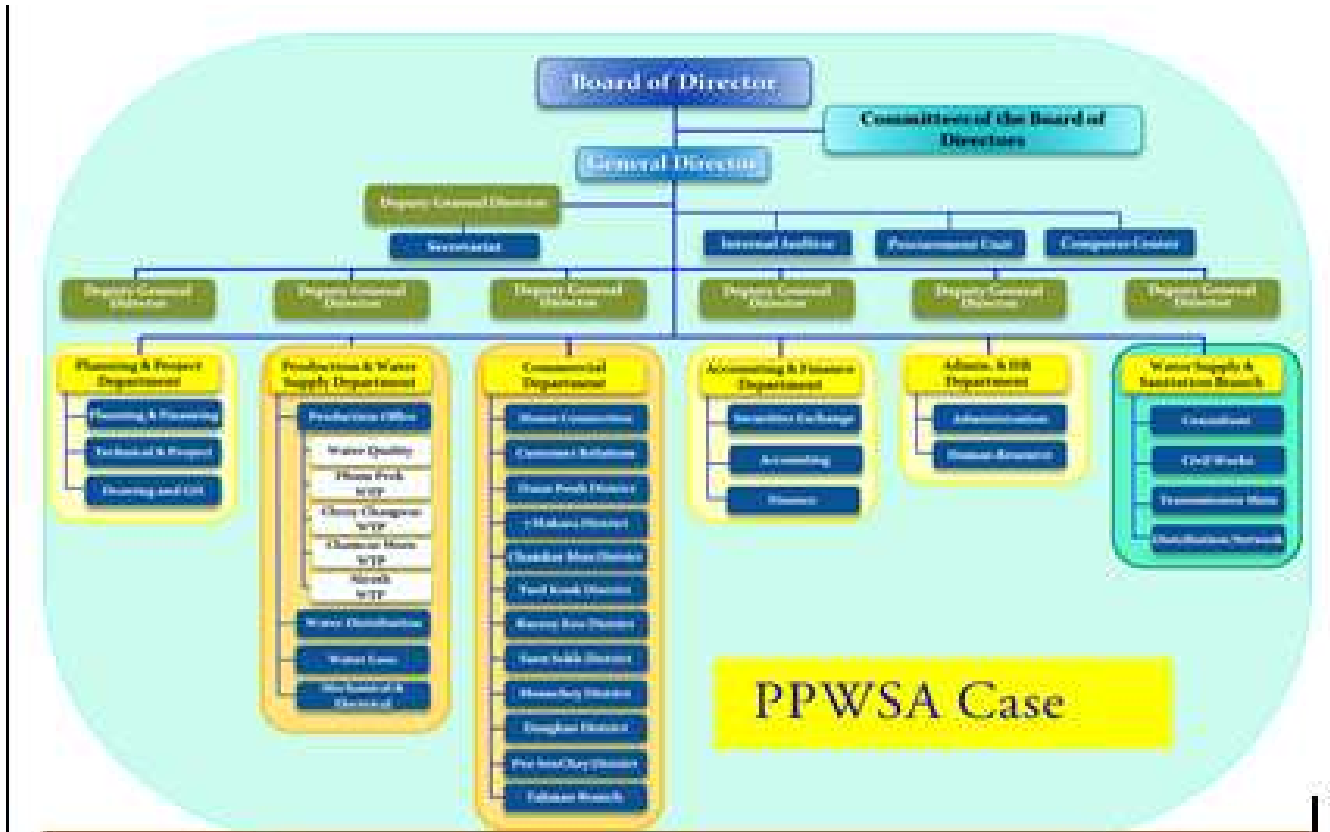 Board of Director
Committees of the Board of
Directors
General Director
Deputy General Director
Secretariat
Internal Auditor
Procurement Unit
Computer Center
Deputy General
Director
Deputy General
Director
Deputy General
Director
Deputy General
Director
Deputy General
Director
Deputy General
Director
Planning & Project
Department
Planning & Financing
Technical & Project
Drawing and GIS
Production & Water
Supply Department
Production Office
Water Quality
Phum Prek
WTP
Chroy Changwar
WTP
Chamcar Morn
WTP
WTP
Water Distribution
Water Loss
Mechanical &
Electrical
Commercial
Department
House Connection
Customer Relations
Daun Penh District
7 Makara District
Chamkar Mon District
Tuol Kouk District
Russey Keo District
Saen Sokh District
Meanchey District
Dangkao District
District
Takmao Branch
Accounting & Finance
Department
Securities Exchange
Accounting
Finance
Admin. & HR
Department
Administration
Human Resource
Water Supply &
Sanitation Branch
Consultant
Civil Works
Transmission Main
Distribution Network
PPWSA Case